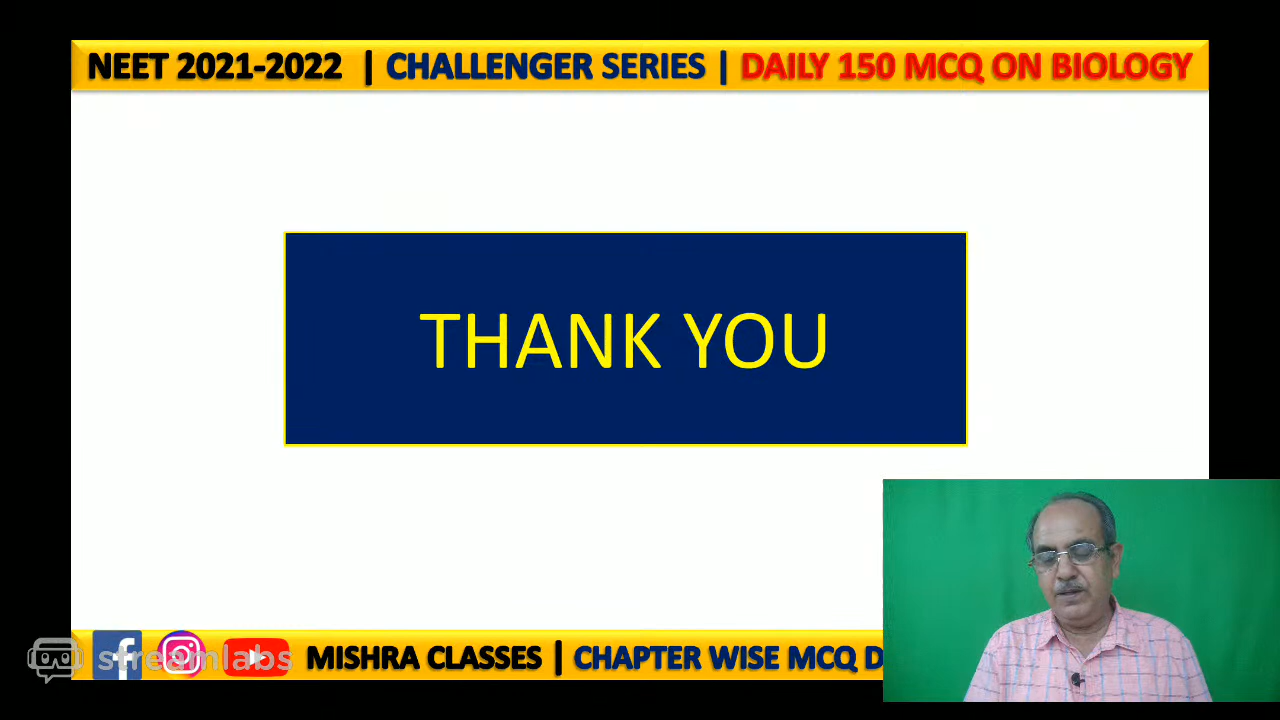 NEET 2021-2022 | CHALLENGER SERIES | DAILY 150 MCQ ON BIOLOGY
THANK YOU
streamlabs
MISHRA CLASSES | CHAPTER WISE MCQ D